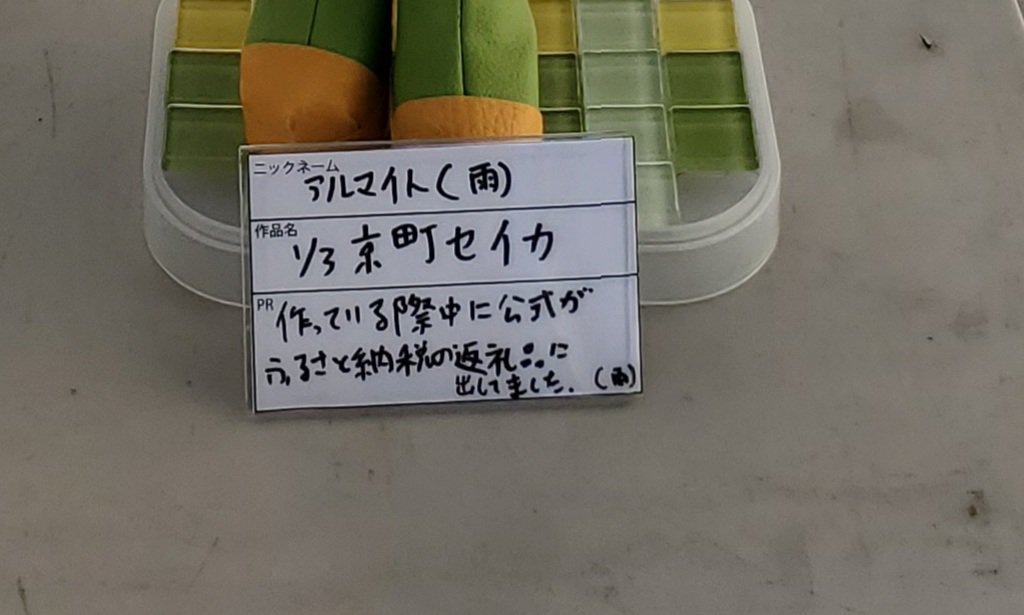 ニックネーム
アルマイト(雨)
作品名
1/3 京町セイカ
PR
作っている際中に公式が
ふるさと納税の返礼品に
出してました。(雨)